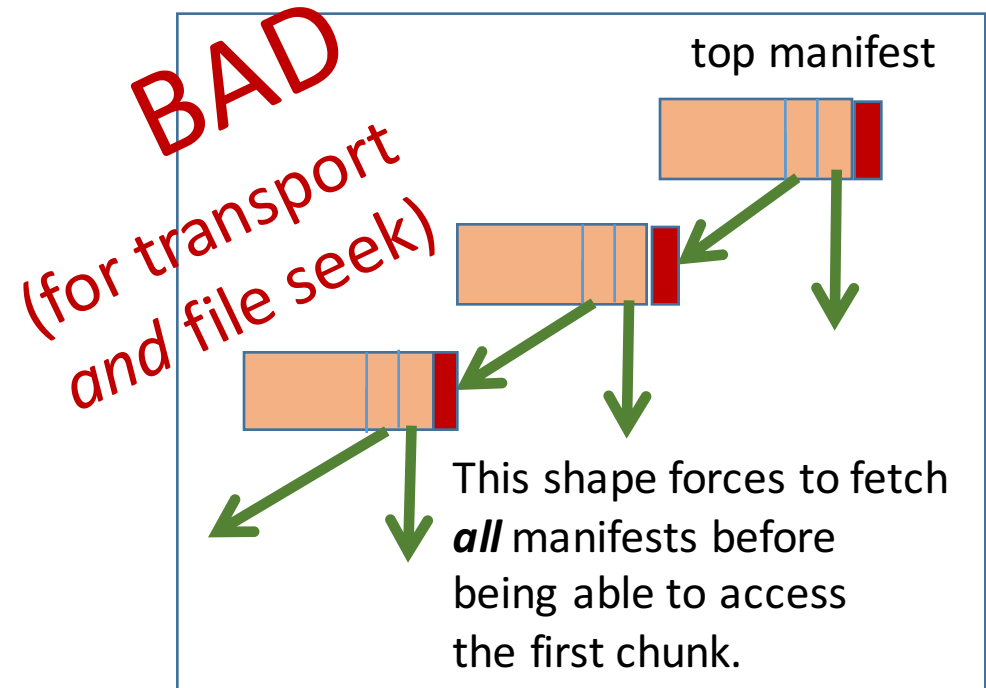 BAD
(for transport
and file seek)
top manifest
This shape forces to fetch
all manifests before
being able to access
the first chunk.